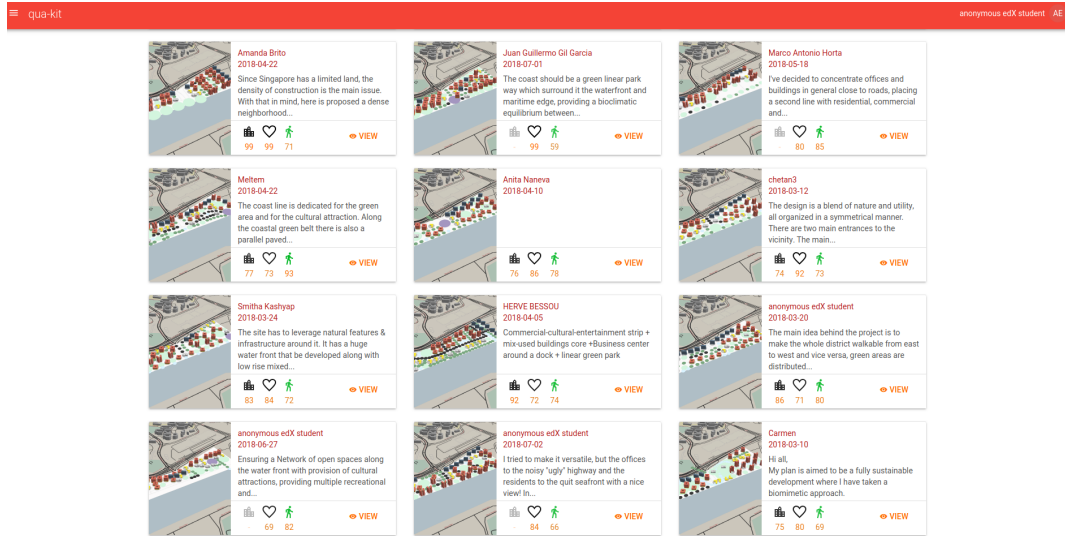 qua-kit
anonymous edX student AE
Amanda Brito
2018-04-22
Since Singapore has a limited land, the
density of construction is the main issue.
With that in mind, here is proposed a dense
neighborhood...
99 99 71
VIEW
Juan Guillermo Gil Garcia
2018-07-01
The coast should be a green linear park
way which surround it the waterfront and
maritime edge, providing a bioclimatic
equilibrium between...
- 99 59
VIEW
Marco Antonio Horta
2018-05-18
I've decided to concentrate offices and
buildings in general close to roads, placing
a second line with residential, commercial
and...
- 80 85
VIEW
Meltem
2018-04-22
The coast line is dedicated for the green
area and for the cultural attraction. Along
the coastal green belt there is also a
parallel paved...
77 73 93
VIEW
Anita Naneva
2018-04-10
76 86 78
VIEW
chetan3
2018-03-12
The design is a blend of nature and utility,
all organized in a symmetrical manner.
There are two main entrances to the
vicinity. The main...
74 92 73
VIEW
Smitha Kashyap
2018-03-24
The site has to leverage natural features &
infrastructure around it. It has a huge
water front that be developed along with
low rise mixed...
83 84 72
VIEW
HERVE BESSOU
2018-04-05
Commercial-cultural-entertainment strip +
mix-used buildings core +Business center
around a dock + linear green park
92 72 74
VIEW
anonymous edX student
2018-03-20
The main idea behind the project is to
make the whole district walkable from east
to west and vice versa, green areas are
distributed...
86 71 80
VIEW
anonymous edX student
2018-06-27
Ensuring a Network of open spaces along
the water front with provision of cultural
attractions, providing multiple recreational
and...
- 69 82
VIEW
anonymous edX student
2018-07-02
I tried to make it versatile, but the offices
to the noisy "ugly" highway and the
residents to the quit seafront with a nice
view! In...
- 84 66
VIEW
Carmen
2018-03-10
Hi all,
My plan is aimed to be a fully sustainable
development where I have taken a
biomimetic approach.
75 80 69
VIEW